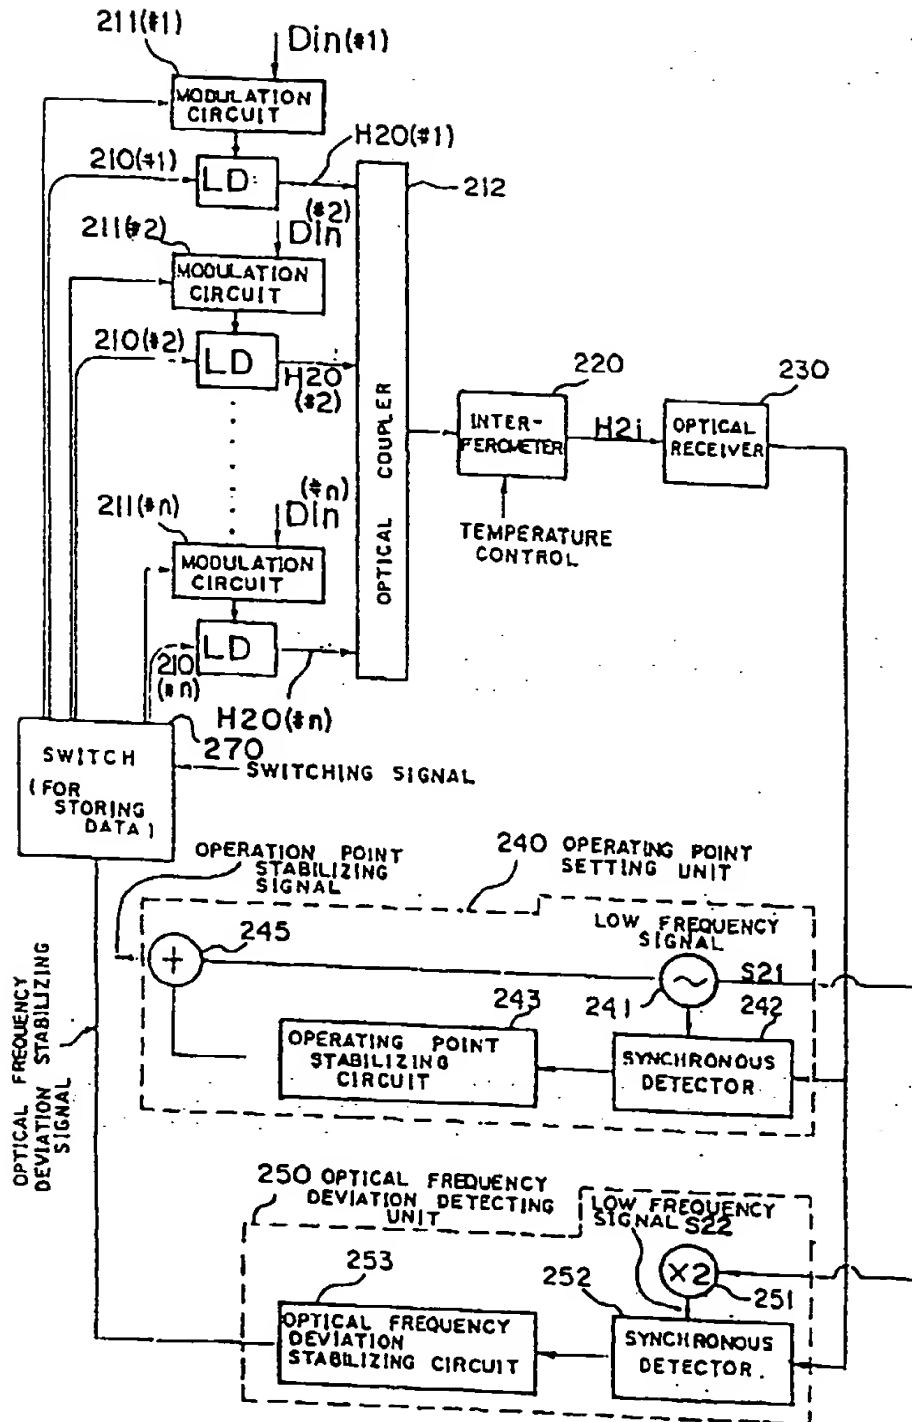 211(#1)
Din(#1)
MODULATION
CIRCUIT
H20(#1)
210(#1)
LD
212
(#2)
Din
211(#2)
MODULATION
CIRCUIT
210(#2)
LD
H20
(#2)
220
230
INTER-
FEROMETER
H2i
OPTICAL
RECEIVER
OPTICAL COUPLER
TEMPERATURE
CONTROL
(#n)
Din
211(#n)
MODULATION
CIRCUIT
LD
210
(#n)
H20(#n)
270
SWITCH
(FOR
STORING
DATA)
SWITCHING SIGNAL
OPERATION POINT
STABILIZING
SIGNAL
240 OPERATING POINT
SETTING UNIT
245
+
LOW FREQUENCY
SIGNAL
~
S21
241
242
243
OPERATING POINT
STABILIZING
CIRCUIT
SYNCHRONOUS
DETECTOR
OPTICAL FREQUENCY
DEVIATION STABILIZING
SIGNAL
250 OPTICAL FREQUENCY
DEVIATION DETECTING
UNIT
LOW FREQUENCY
SIGNAL S22
×2
251
252
253
OPTICAL FREQUENCY
DEVIATION
STABILIZING CIRCUIT
SYNCHRONOUS
DETECTOR